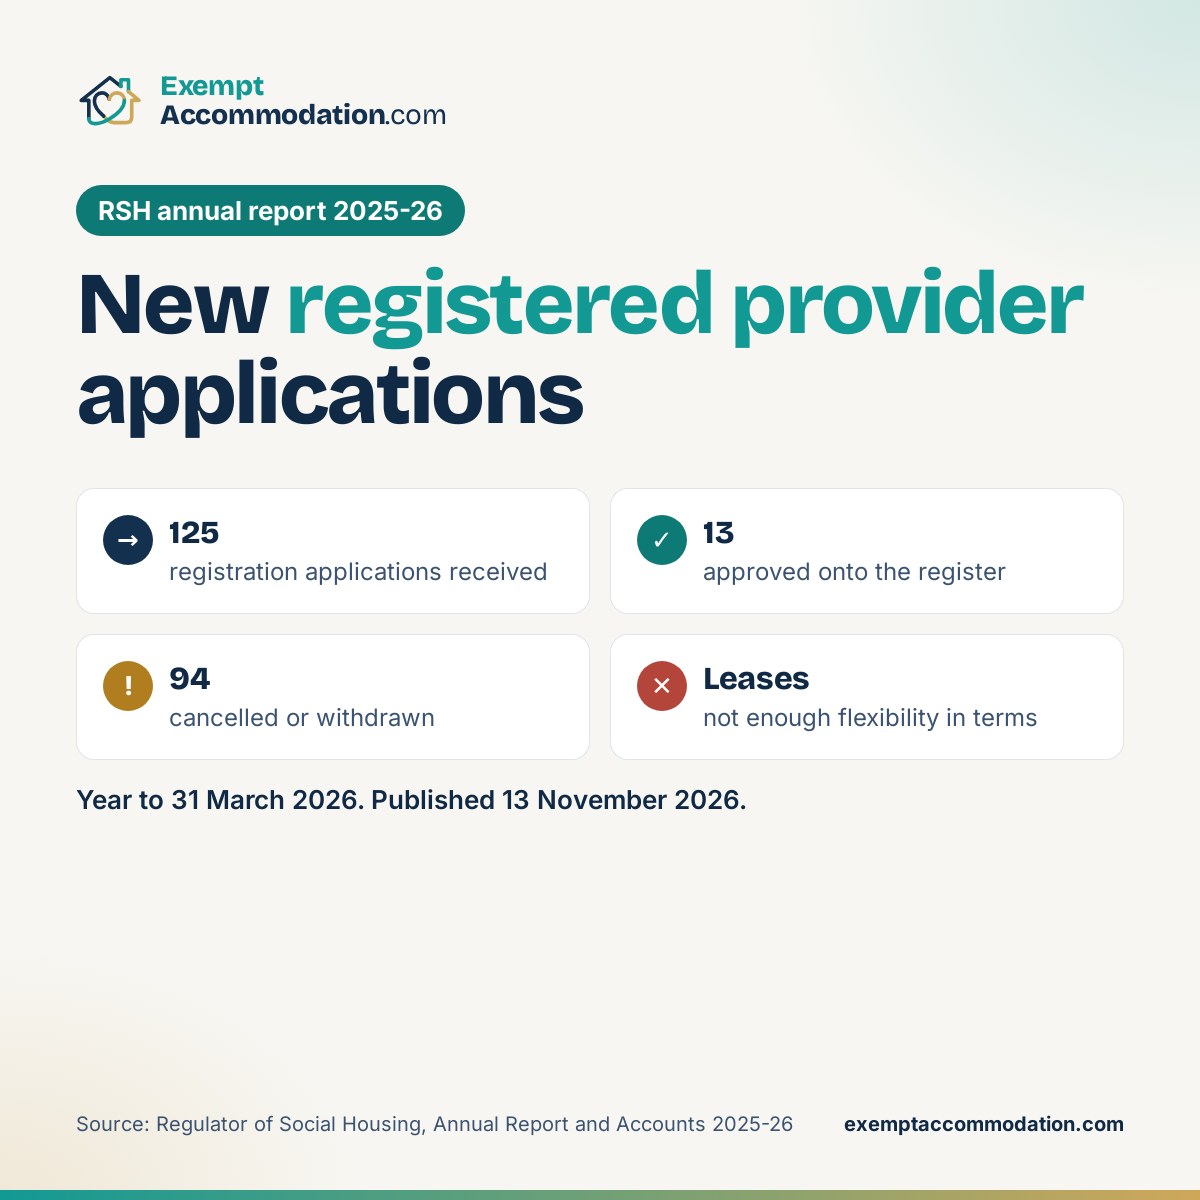 Exempt
Accommodation.com
RSH annual report 2025-26
New registered provider
applications
→ 125
registration applications received
✓ 13
approved onto the register
! 94
cancelled or withdrawn
✕ Leases
not enough flexibility in terms
Year to 31 March 2026. Published 13 November 2026.
Source: Regulator of Social Housing, Annual Report and Accounts 2025-26
exemptaccommodation.com